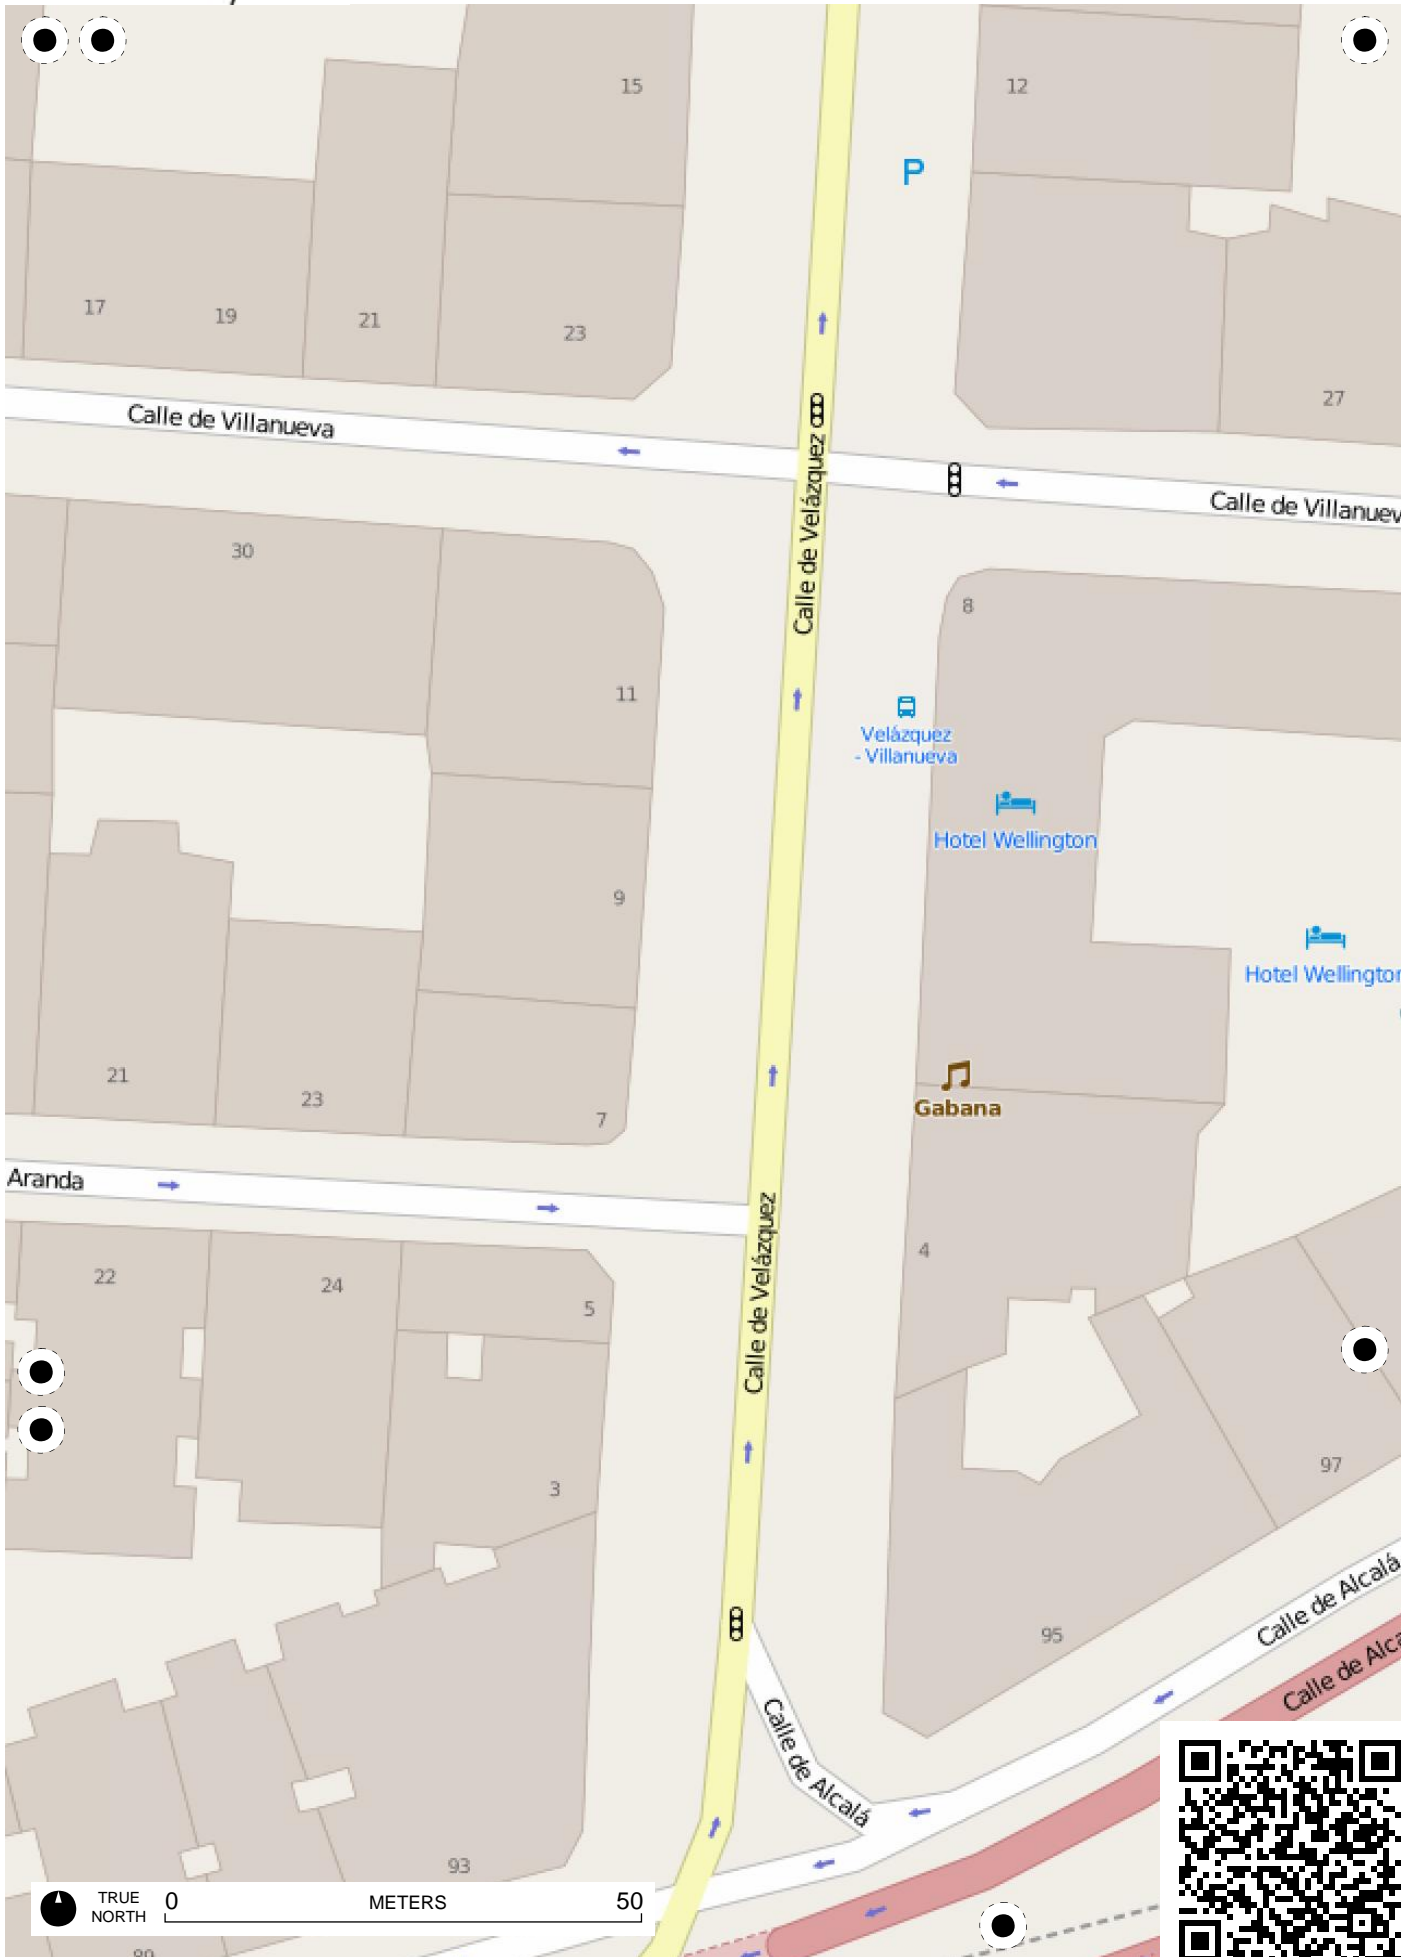 15
12
P
17
19
21
23
27
Calle de Villanueva
Calle de Velázquez
Calle de Villanuev
30
8
11
Velázquez
- Villanueva
Hotel Wellington
9
Hotel Wellington
21
23
7
Gabana
Aranda
Calle de Velázquez
22
24
5
4
3
97
95
Calle de Alcalá
Calle de Alca
Calle de Alcalá
93
TRUE
NORTH
0
METERS
50